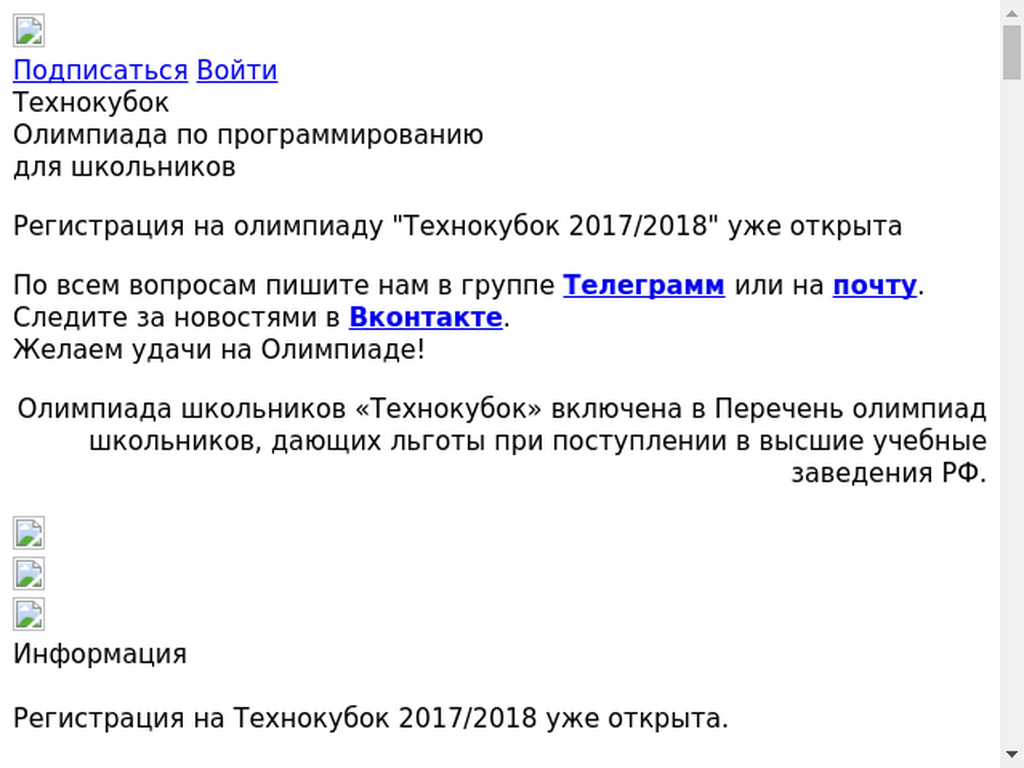 Подписаться Войти
Технокубок
Олимпиада по программированию
для школьников
Регистрация на олимпиаду "Технокубок 2017/2018" уже открыта
По всем вопросам пишите нам в группе Телеграмм или на почту.
Следите за новостями в Вконтакте.
Желаем удачи на Олимпиаде!
Олимпиада школьников «Технокубок» включена в Перечень олимпиад
школьников, дающих льготы при поступлении в высшие учебные
заведения РФ.
Информация
Регистрация на Технокубок 2017/2018 уже открыта.